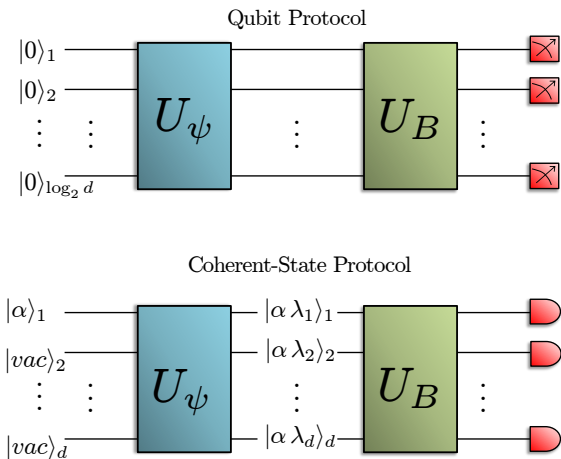 Qubit Protocol
|0⟩₁
|0⟩₂
U_ψ U_B
⋮ ⋮ ⋮ ⋮
|0⟩_{log₂ d}
Coherent-State Protocol
|α⟩₁ |α λ₁⟩₁
|vac⟩₂ |α λ₂⟩₂
U_ψ U_B
⋮ ⋮ ⋮ ⋮
|vac⟩_d |α λ_d⟩_d